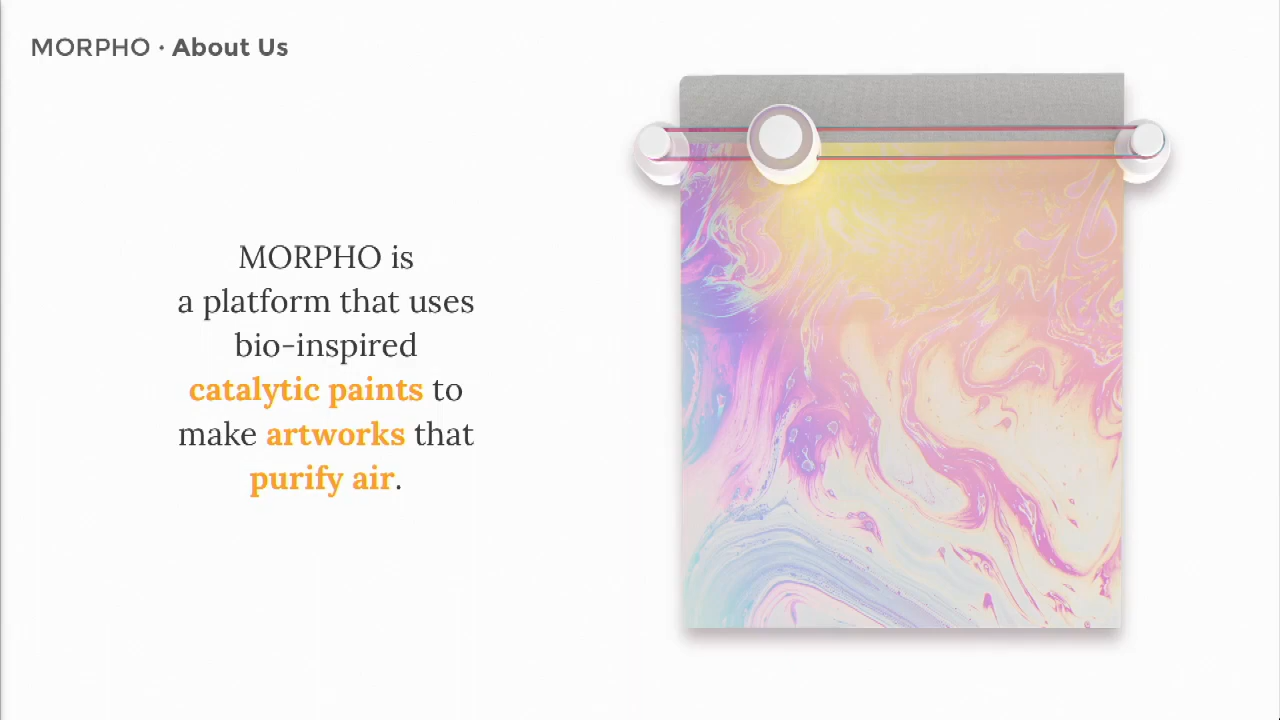 MORPHO · About Us
MORPHO is
a platform that uses
bio-inspired
catalytic paints to
make artworks that
purify air.